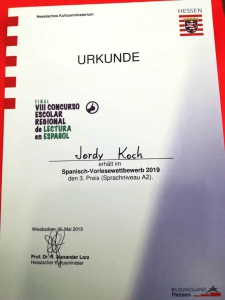 Hessisches Kultusministerium
HESSEN
URKUNDE
FINAL
VIII CONCURSO
ESCOLAR
REGIONAL
de LECTURA
en ESPAÑOL
Jordy Koch
erhält im
Spanisch-Vorlesewettbewerb 2019
den 3. Preis (Sprachniveau A2).
Wiesbaden, Mai 2019
Prof. Dr. R. Alexander Lorz
Hessischer Kultusminister
BILDUNGSLAND
Hessen